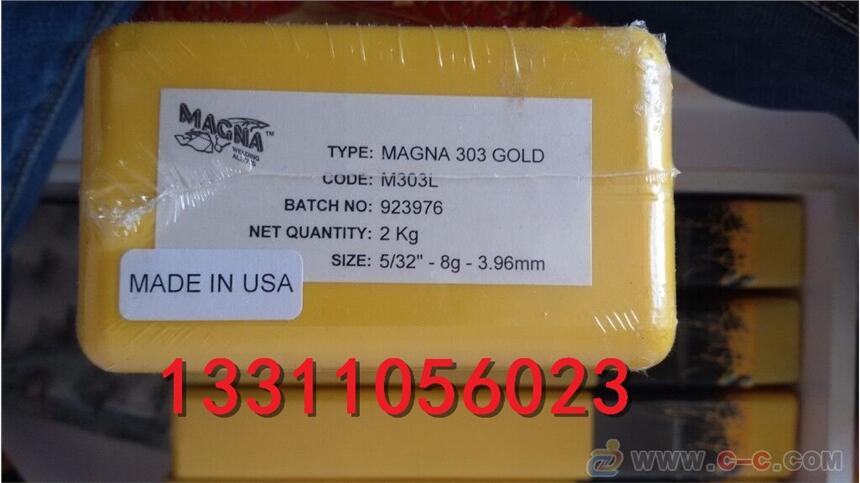 MAGNA™
WELDING
ALLOYS
TYPE: MAGNA 303 GOLD
CODE: M303L
BATCH NO: 923976
NET QUANTITY: 2 Kg
SIZE: 5/32" - 8g - 3.96mm
MADE IN USA
13311056023
WWW.C-C.COM